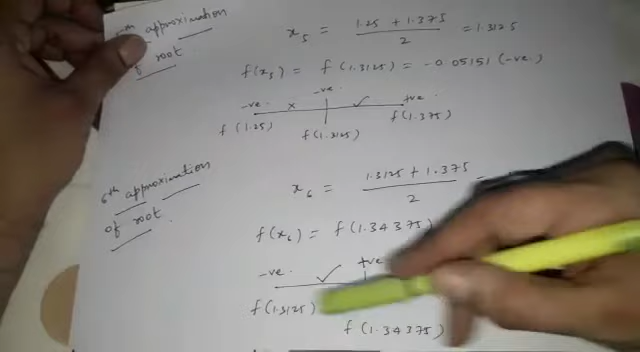 approximation
of root
x₅ = 1.25 + 1.375 / 2 = 1.3125
f(x₅) = f(1.3125) = -0.05151 (-ve)
-ve × -ve ✓ +ve
f(1.25) f(1.3125) f(1.375)
6th approximation
of root
x₆ = 1.3125 + 1.375 / 2 =
f(x₆) = f(1.34375)
-ve ✓ +ve
f(1.3125)
f(1.34375)